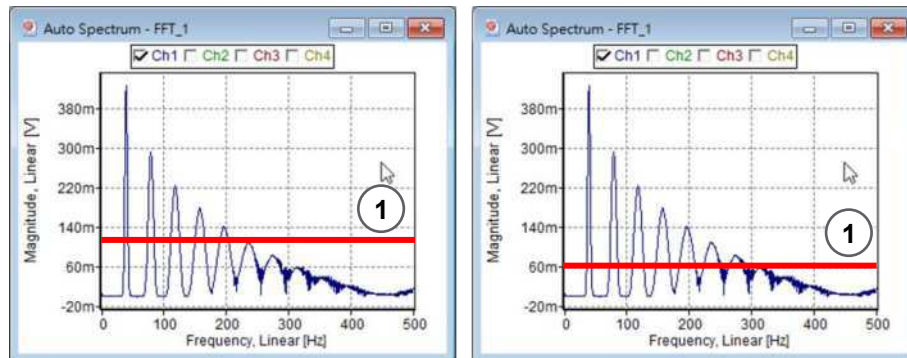 Auto Spectrum - FFT_1
Ch1 Ch2 Ch3 Ch4
Magnitude, Linear [V]
380m
300m
220m
140m
60m
-20m
0 100 200 300 400 500
Frequency, Linear [Hz]
1
Auto Spectrum - FFT_1
Ch1 Ch2 Ch3 Ch4
Magnitude, Linear [V]
380m
300m
220m
140m
60m
-20m
0 100 200 300 400 500
Frequency, Linear [Hz]
1